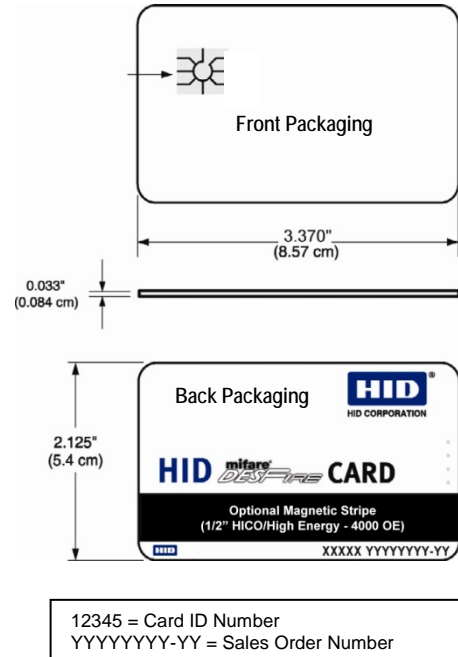 Front Packaging
3.370"
(8.57 cm)
0.033"
(0.084 cm)
Back Packaging
HID®
HID CORPORATION
2.125"
(5.4 cm)
HID mifare® DESFire CARD
Optional Magnetic Stripe
(1/2" HICO/High Energy - 4000 OE)
HID
XXXXX YYYYYYYY-YY
12345 = Card ID Number
YYYYYYYY-YY = Sales Order Number